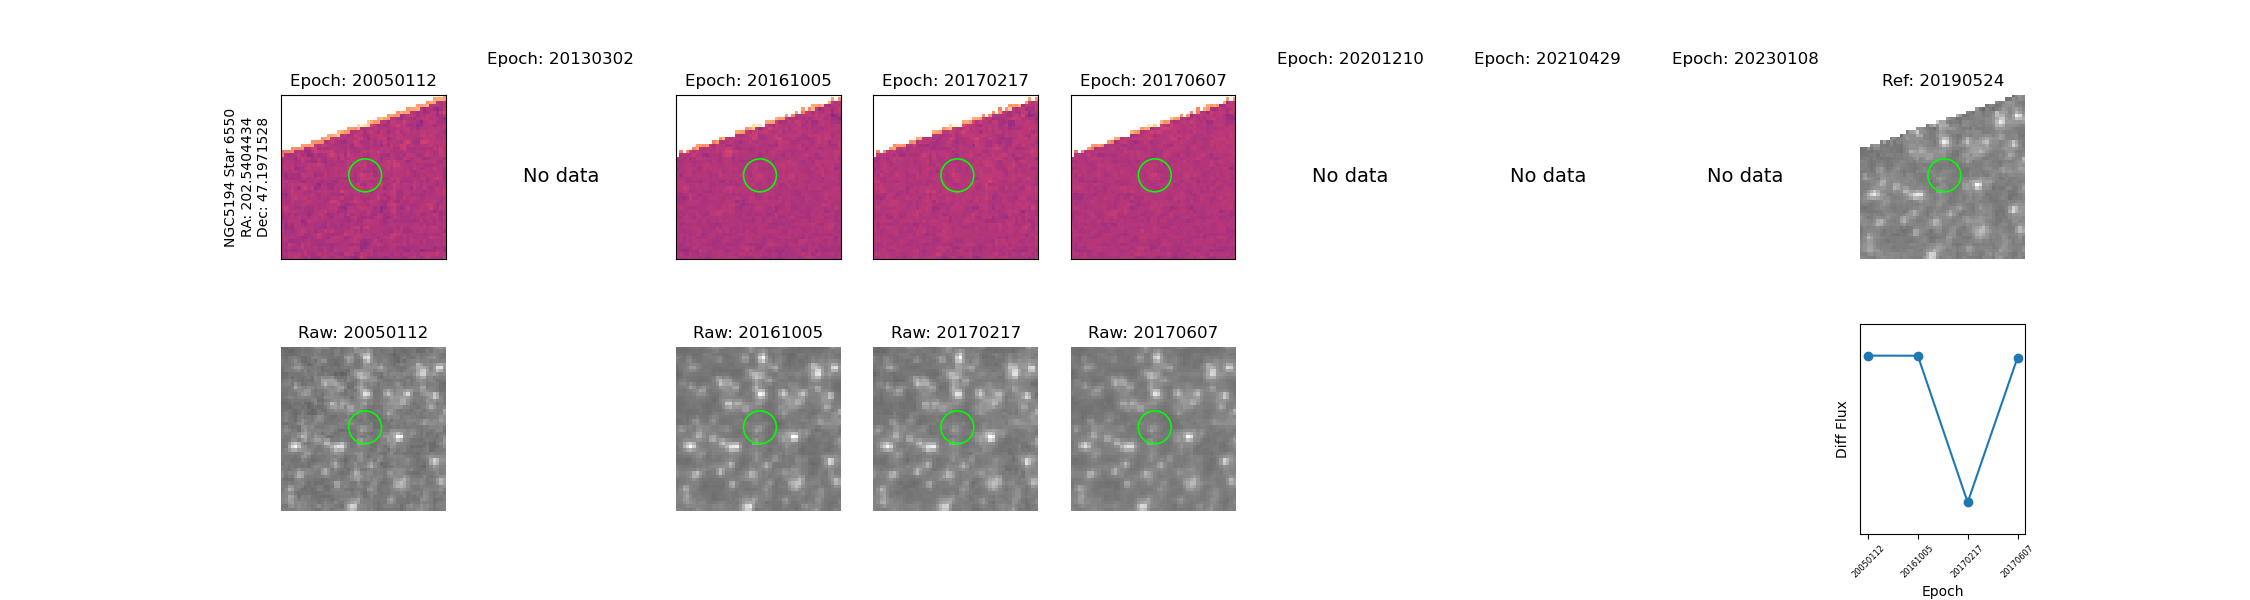 NGC5194 Star 6550
RA: 202.5404434
Dec: 47.1971528
Epoch: 20050112
Epoch: 20130302
No data
Epoch: 20161005
Epoch: 20170217
Epoch: 20170607
Epoch: 20201210
No data
Epoch: 20210429
No data
Epoch: 20230108
No data
Ref: 20190524
Raw: 20050112
Raw: 20161005
Raw: 20170217
Raw: 20170607
Diff Flux
20050112
20161005
20170217
20170607
Epoch